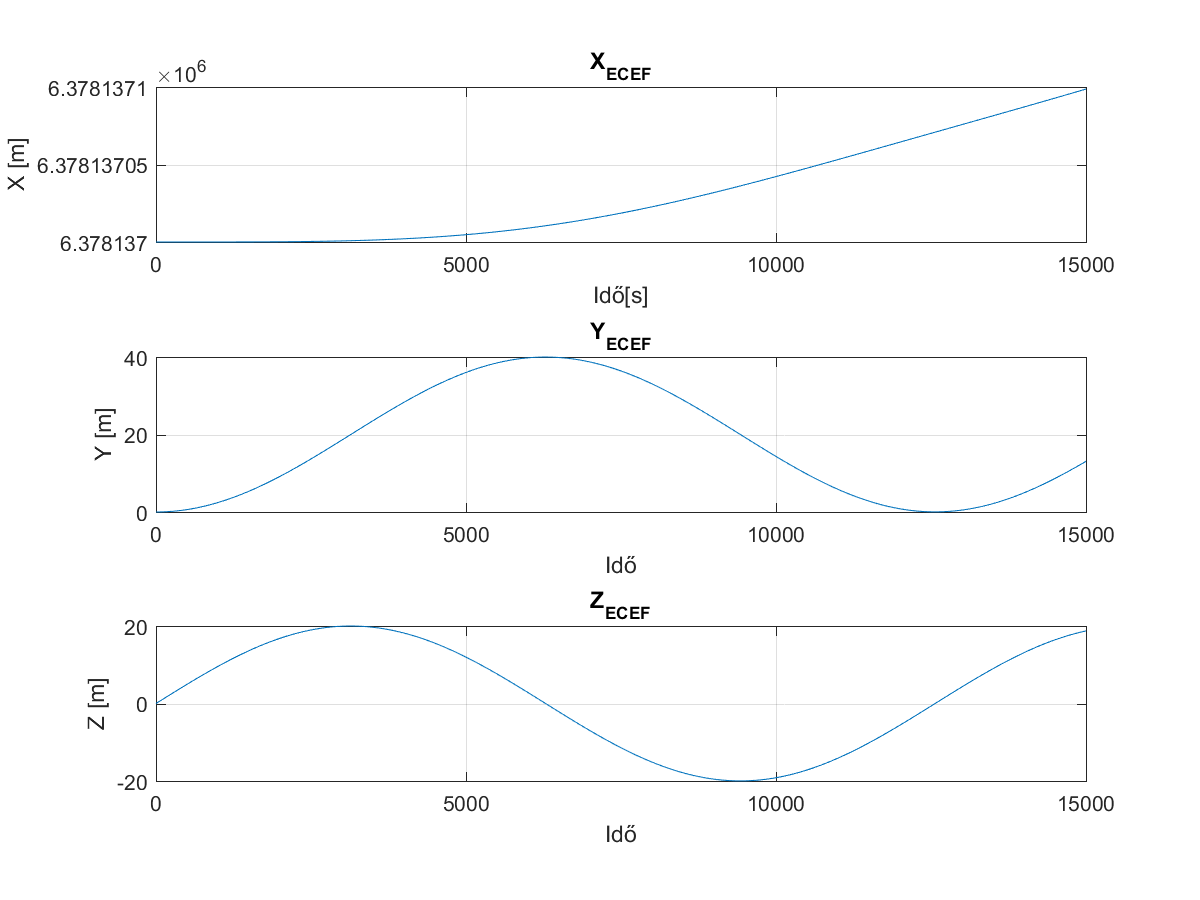 X_ECEF
×10^6
6.3781371
6.37813705
6.378137
X [m]
0 5000 10000 15000
Idő[s]
Y_ECEF
40
20
0
Y [m]
0 5000 10000 15000
Idő
Z_ECEF
20
0
-20
Z [m]
0 5000 10000 15000
Idő